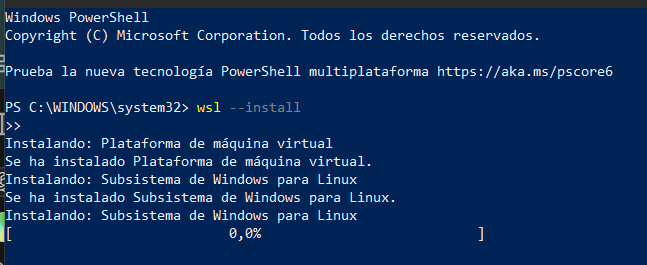 Windows PowerShell
Copyright (C) Microsoft Corporation. Todos los derechos reservados.
Prueba la nueva tecnología PowerShell multiplataforma https://aka.ms/pscore6
PS C:\WINDOWS\system32> wsl --install
>>
Instalando: Plataforma de máquina virtual
Se ha instalado Plataforma de máquina virtual.
Instalando: Subsistema de Windows para Linux
Se ha instalado Subsistema de Windows para Linux.
Instalando: Subsistema de Windows para Linux
[                           0,0%                           ]